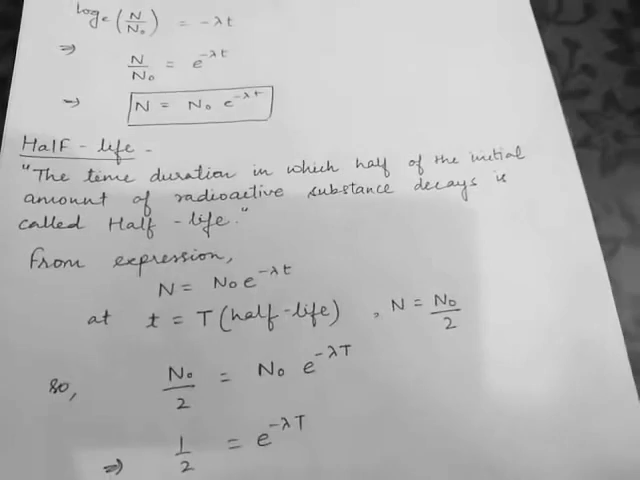 logₑ (N/N₀) = -λt
⇒ N/N₀ = e^{-λt}
⇒ N = N₀ e^{-λt}
Half - life -
"The time duration in which half of the initial
amount of radioactive substance decays is
called Half - life."
From expression,
N = N₀ e^{-λt}
at t = T (half-life) , N = N₀/2
so, N₀/2 = N₀ e^{-λT}
⇒ 1/2 = e^{-λT}